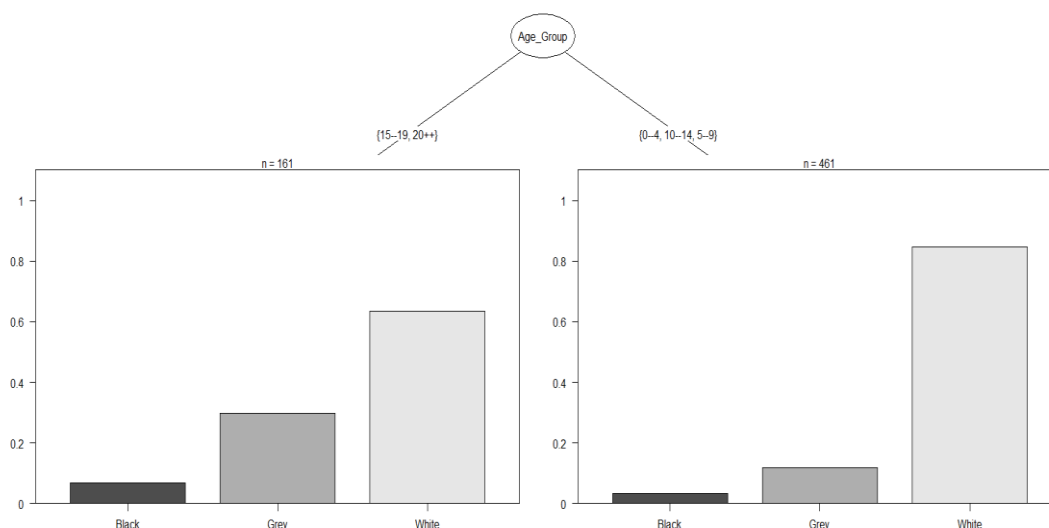 Age_Group
{15--19, 20++}
{0--4, 10--14, 5--9}
n = 161
n = 461
1
0.8
0.6
0.4
0.2
0
Black
Grey
White
1
0.8
0.6
0.4
0.2
0
Black
Grey
White